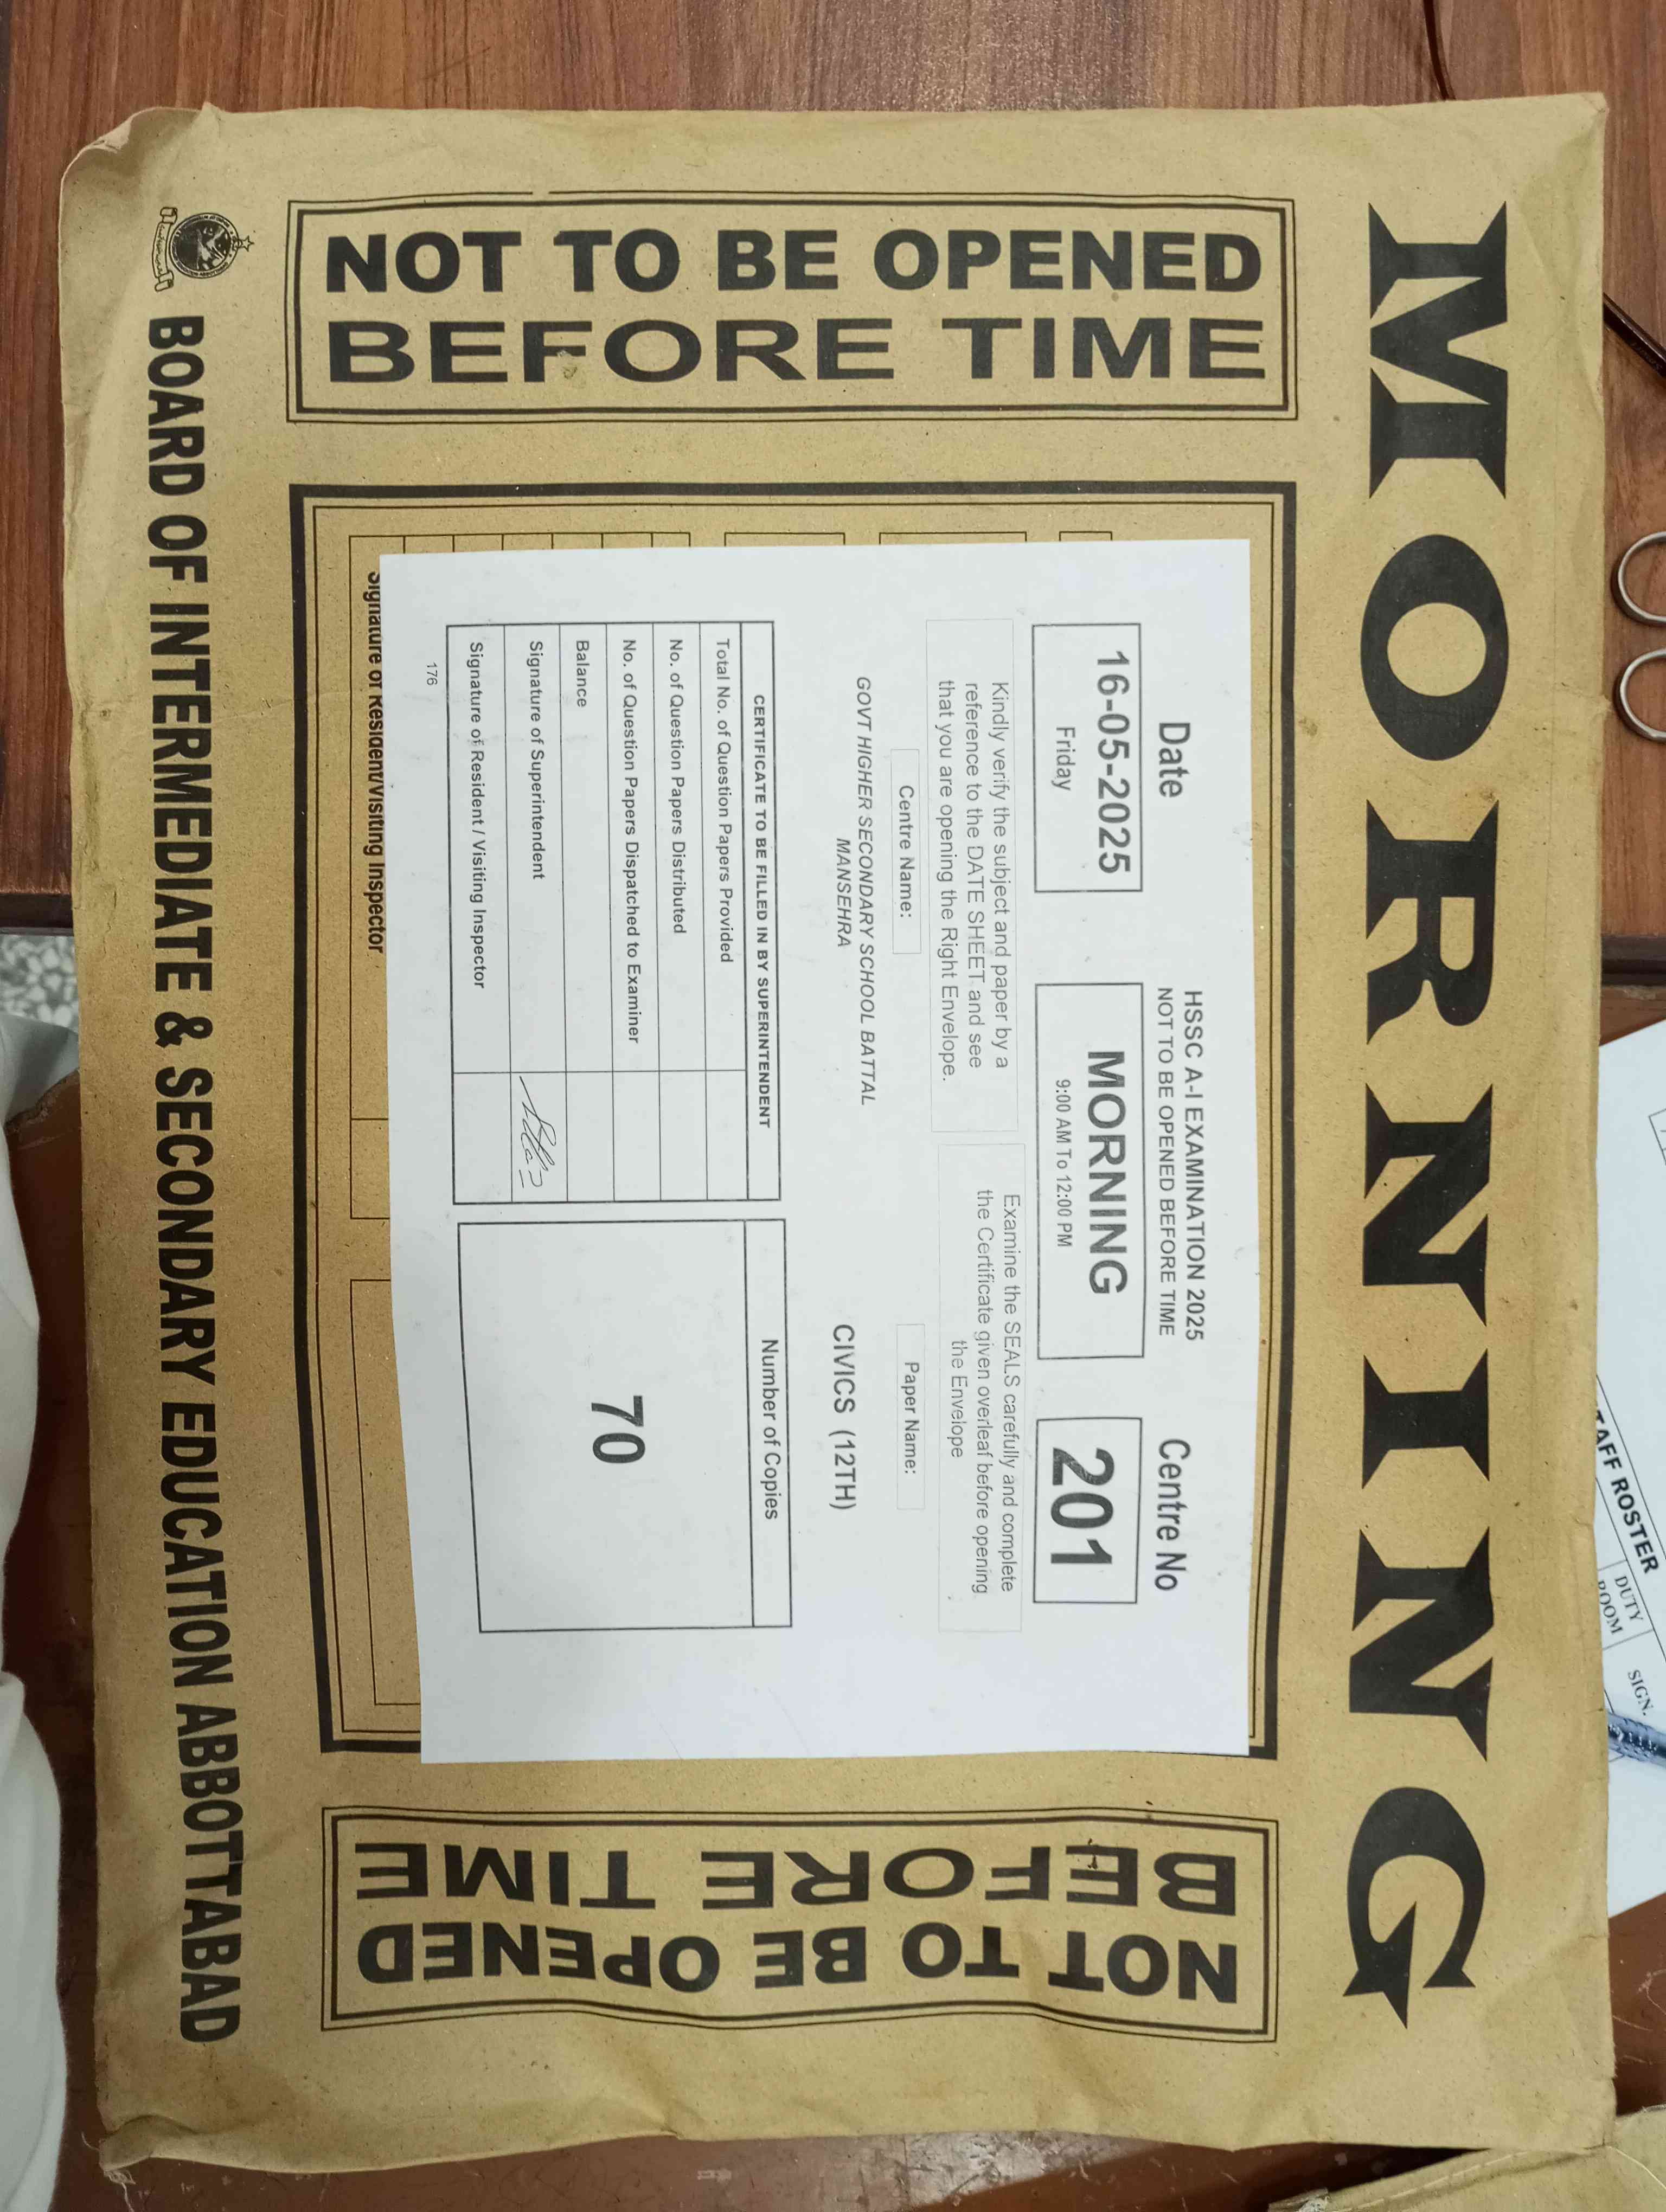 MORNING
NOT TO BE OPENED
BEFORE TIME
HSSC A-I EXAMINATION 2025
NOT TO BE OPENED BEFORE TIME
Date
Centre No
16-05-2025
Friday
MORNING
9:00 AM To 12:00 PM
201
Kindly verify the subject and paper by a
reference to the DATE SHEET and see
that you are opening the Right Envelope.
Examine the SEALS carefully and complete
the Certificate given overleaf before opening
the Envelope
Centre Name:
Paper Name:
GOVT HIGHER SECONDARY SCHOOL BATTAL
MANSEHRA
CIVICS (12TH)
CERTIFICATE TO BE FILLED IN BY SUPERINTENDENT
Total No. of Question Papers Provided
No. of Question Papers Distributed
No. of Question Papers Dispatched to Examiner
Balance
Signature of Superintendent
Signature of Resident / Visiting Inspector
Number of Copies
70
176
Signature of Resident/Visiting Inspector
NOT TO BE OPENED
BEFORE TIME
BOARD OF INTERMEDIATE & SECONDARY EDUCATION ABBOTTABAD
ROSTER
DUTY
ROOM
SIGN.